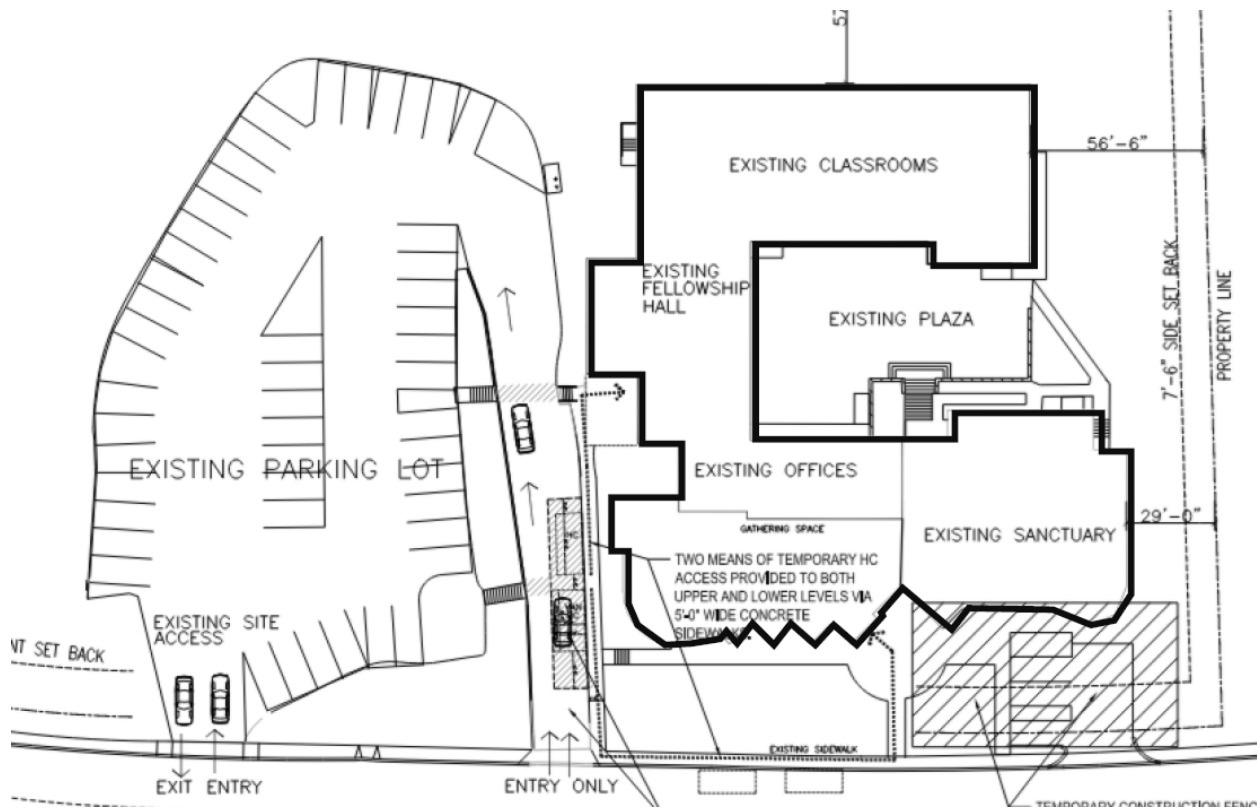 EXISTING CLASSROOMS
56'-6"
EXISTING
FELLOWSHIP
HALL
EXISTING PLAZA
7'-6" SIDE SET BACK
PROPERTY LINE
EXISTING PARKING LOT
EXISTING OFFICES
GATHERING SPACE
EXISTING SANCTUARY
29'-0"
HC
TWO MEANS OF TEMPORARY HC
ACCESS PROVIDED TO BOTH
UPPER AND LOWER LEVELS VIA
5'-0" WIDE CONCRETE
EXISTING SITE
ACCESS
NT SET BACK
EXISTING SIDEWALK
EXIT ENTRY
ENTRY ONLY
TEMPORARY CONSTRUCTION FENC